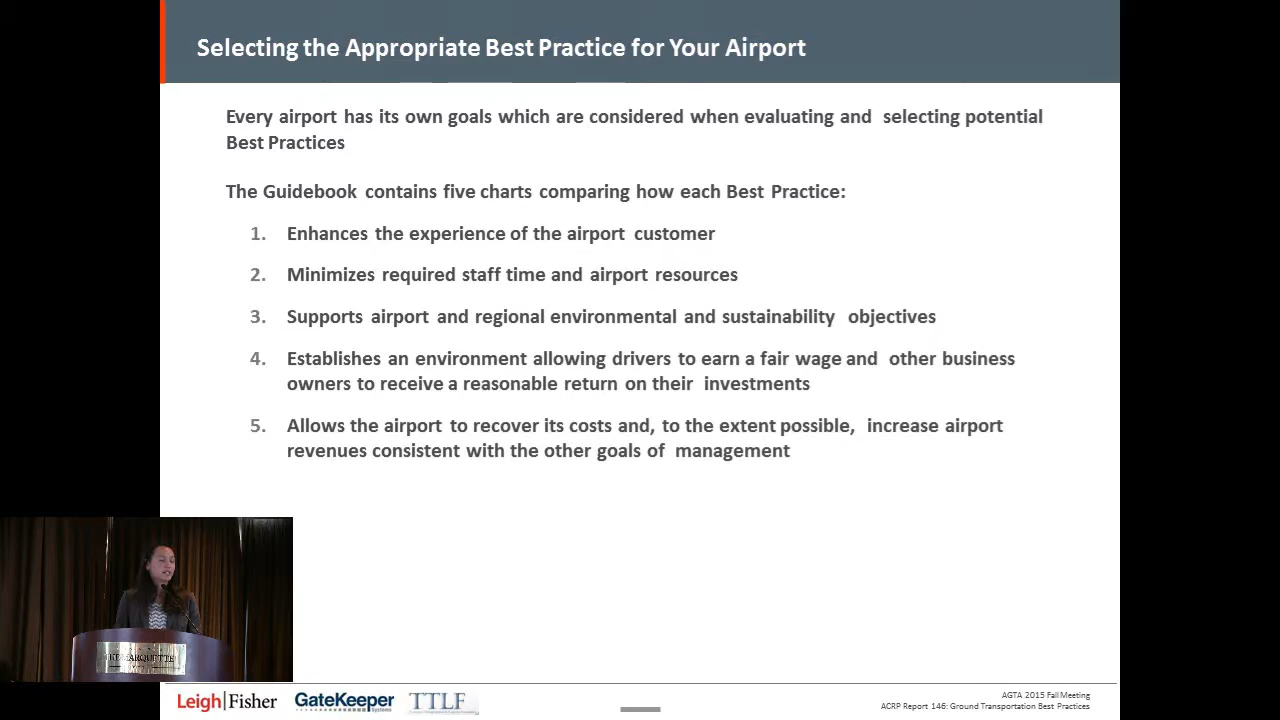 Selecting the Appropriate Best Practice for Your Airport
Every airport has its own goals which are considered when evaluating and selecting potential
Best Practices
The Guidebook contains five charts comparing how each Best Practice:
1. Enhances the experience of the airport customer
2. Minimizes required staff time and airport resources
3. Supports airport and regional environmental and sustainability objectives
4. Establishes an environment allowing drivers to earn a fair wage and other business
owners to receive a reasonable return on their investments
5. Allows the airport to recover its costs and, to the extent possible, increase airport
revenues consistent with the other goals of management
Leigh|Fisher
GateKeeper
Systems
TTLF
AGTA 2015 Fall Meeting
ACRP Report 146: Ground Transportation Best Practices